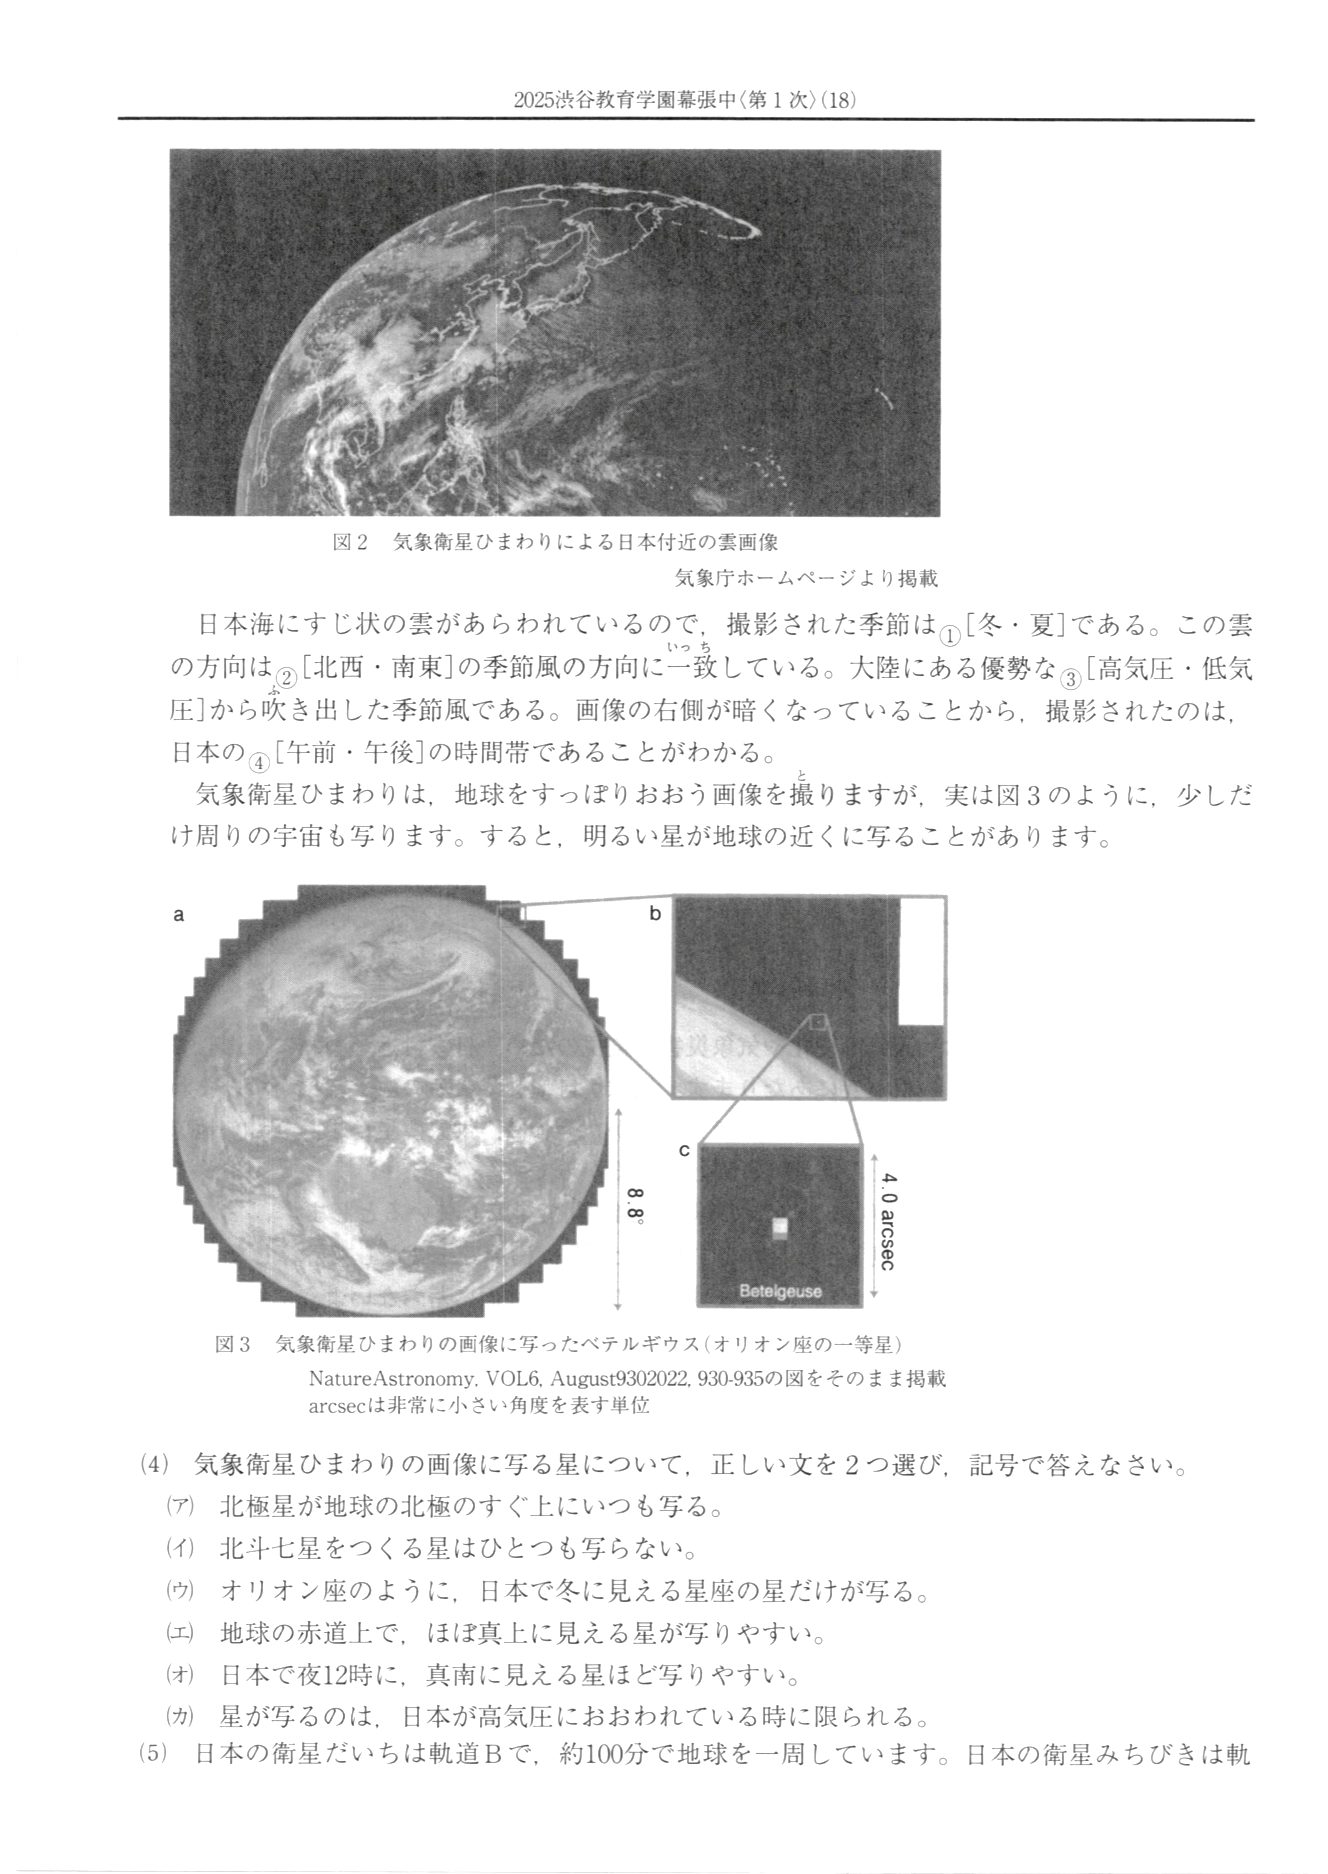 2025渋谷教育学園幕張中〈第1次〉(18)
図2 気象衛星ひまわりによる日本付近の雲画像
気象庁ホームページより掲載
日本海にすじ状の雲があらわれているので，撮影された季節は①[冬・夏]である。この雲
の方向は②[北西・南東]の季節風の方向に一致している。大陸にある優勢な③[高気圧・低気
圧]から吹き出した季節風である。画像の右側が暗くなっていることから，撮影されたのは，
日本の④[午前・午後]の時間帯であることがわかる。
気象衛星ひまわりは，地球をすっぽりおおう画像を撮りますが，実は図3のように，少しだ
け周りの宇宙も写ります。すると，明るい星が地球の近くに写ることがあります。
a
b
c
8.8°
4.0 arcsec
Betelgeuse
図3 気象衛星ひまわりの画像に写ったベテルギウス(オリオン座の一等星)
NatureAstronomy, VOL6, August9302022, 930-935の図をそのまま掲載
arcsecは非常に小さい角度を表す単位
(4) 気象衛星ひまわりの画像に写る星について，正しい文を2つ選び，記号で答えなさい。
(ア) 北極星が地球の北極のすぐ上にいつも写る。
(イ) 北斗七星をつくる星はひとつも写らない。
(ウ) オリオン座のように，日本で冬に見える星座の星だけが写る。
(エ) 地球の赤道上で，ほぼ真上に見える星が写りやすい。
(オ) 日本で夜12時に，真南に見える星ほど写りやすい。
(カ) 星が写るのは，日本が高気圧におおわれている時に限られる。
(5) 日本の衛星だいちは軌道Bで，約100分で地球を一周しています。日本の衛星みちびきは軌